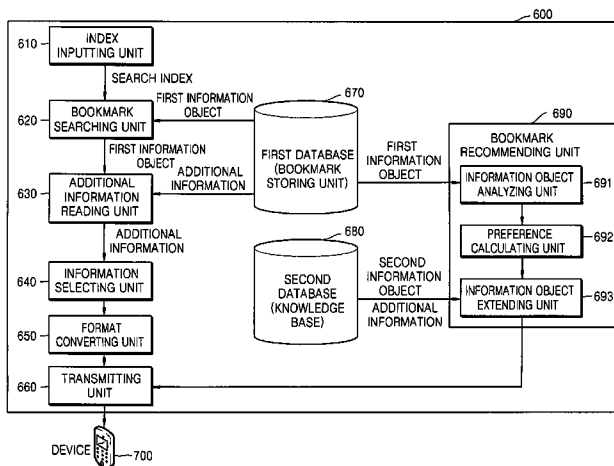 600
610
INDEX
INPUTTING UNIT
SEARCH INDEX
620
BOOKMARK
SEARCHING UNIT
FIRST INFORMATION
OBJECT
670
FIRST DATABASE
(BOOKMARK
STORING UNIT)
FIRST INFORMATION
OBJECT
ADDITIONAL
INFORMATION
630
ADDITIONAL
INFORMATION
READING UNIT
ADDITIONAL
INFORMATION
FIRST
INFORMATION
OBJECT
690
BOOKMARK
RECOMMENDING UNIT
INFORMATION OBJECT
ANALYZING UNIT
691
PREFERENCE
CALCULATING UNIT
692
INFORMATION OBJECT
EXTENDING UNIT
693
680
SECOND
DATABASE
(KNOWLEDGE
BASE)
SECOND
INFORMATION
OBJECT
ADDITIONAL
INFORMATION
640
INFORMATION
SELECTING UNIT
650
FORMAT
CONVERTING UNIT
660
TRANSMITTING
UNIT
DEVICE
700